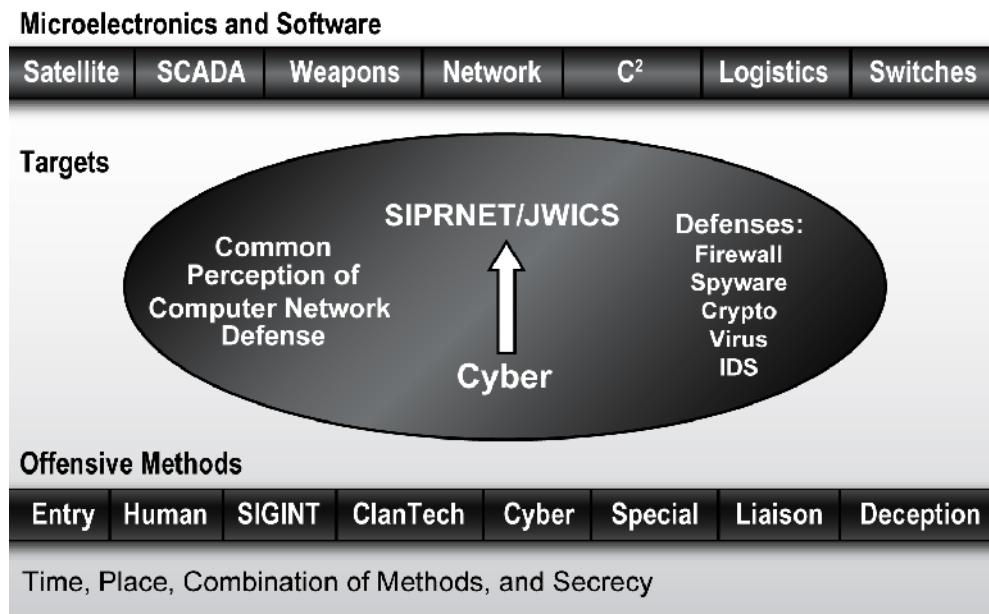 Microelectronics and Software
Satellite SCADA Weapons Network C² Logistics Switches
Targets
SIPRNET/JWICS
Common
Perception of
Computer Network
Defense
Defenses:
Firewall
Spyware
Crypto
Virus
IDS
Cyber
Offensive Methods
Entry Human SIGINT ClanTech Cyber Special Liaison Deception
Time, Place, Combination of Methods, and Secrecy